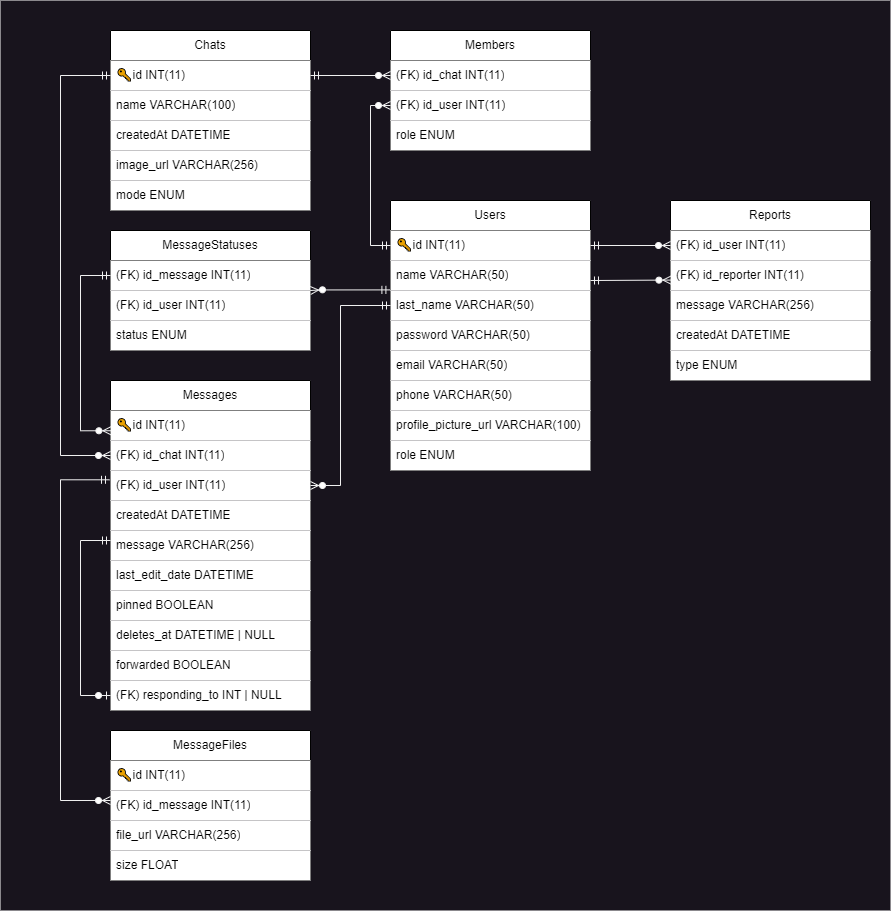 Chats
id INT(11)
name VARCHAR(100)
createdAt DATETIME
image_url VARCHAR(256)
mode ENUM
Members
(FK) id_chat INT(11)
(FK) id_user INT(11)
role ENUM
MessageStatuses
(FK) id_message INT(11)
(FK) id_user INT(11)
status ENUM
Users
id INT(11)
name VARCHAR(50)
last_name VARCHAR(50)
password VARCHAR(50)
email VARCHAR(50)
phone VARCHAR(50)
profile_picture_url VARCHAR(100)
role ENUM
Reports
(FK) id_user INT(11)
(FK) id_reporter INT(11)
message VARCHAR(256)
createdAt DATETIME
type ENUM
Messages
id INT(11)
(FK) id_chat INT(11)
(FK) id_user INT(11)
createdAt DATETIME
message VARCHAR(256)
last_edit_date DATETIME
pinned BOOLEAN
deletes_at DATETIME | NULL
forwarded BOOLEAN
(FK) responding_to INT | NULL
MessageFiles
id INT(11)
(FK) id_message INT(11)
file_url VARCHAR(256)
size FLOAT